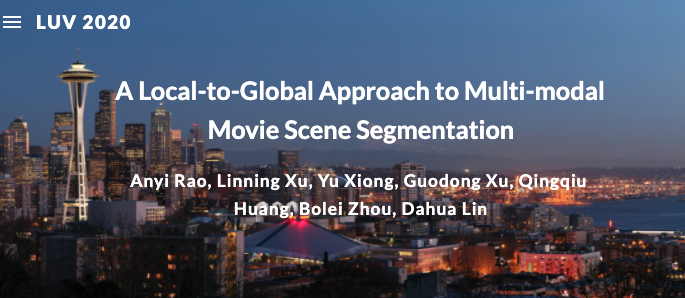 LUV 2020
A Local-to-Global Approach to Multi-modal
Movie Scene Segmentation
Anyi Rao, Linning Xu, Yu Xiong, Guodong Xu, Qingqiu
Huang, Bolei Zhou, Dahua Lin